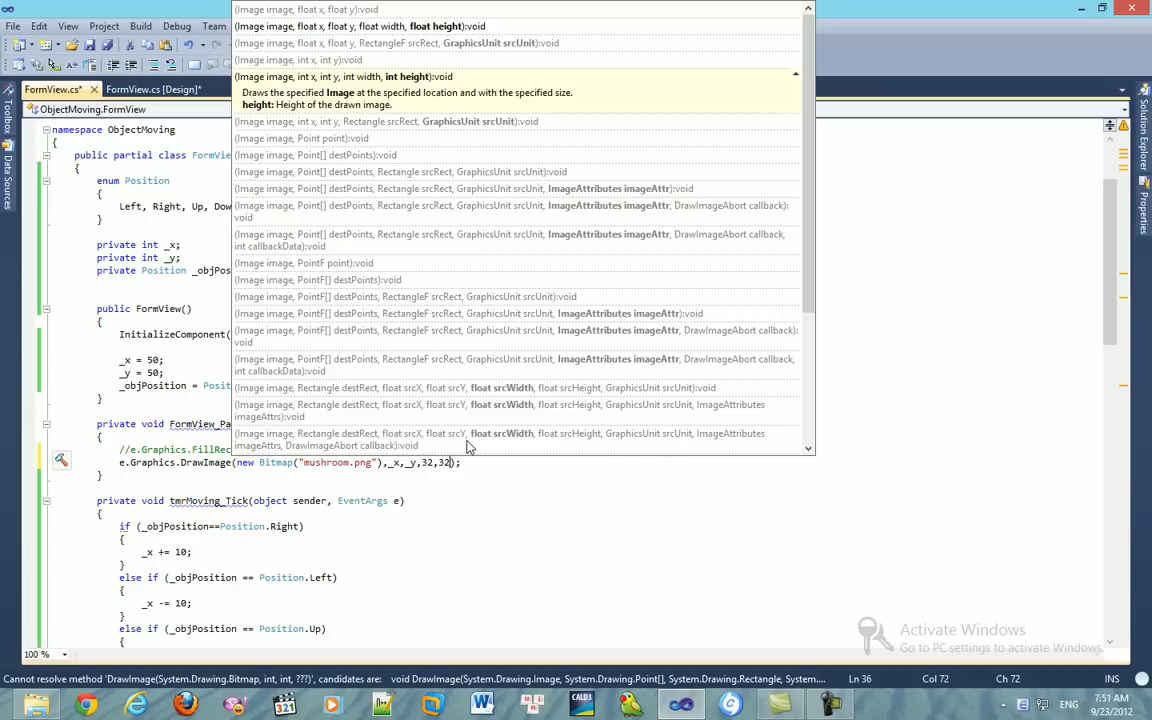 (Image image, float x, float y):void
File Edit View Debug Team
(Image image, float x, float y, float width, float height):void
(Image image, float x, float y, RectangleF srcRect, GraphicsUnit srcUnit):void
(Image image, int x, int y):void
(Image image, int x, int y, int width, int height):void
FormView.cs* FormView.cs [Design]*
Draws the specified Image at the specified location and with the specified size.
height: Height of the drawn image.
ObjectMoving.FormView
(Image image, int x, int y, Rectangle srcRect, GraphicsUnit srcUnit):void
namespace ObjectMoving
(Image image, Point point):void
{
public partial class FormVie
(Image image, Point[] destPoints):void
{
(Image image, Point[] destPoints, Rectangle srcRect, GraphicsUnit srcUnit):void
enum Position
(Image image, Point[] destPoints, Rectangle srcRect, GraphicsUnit srcUnit, ImageAttributes imageAttr):void
{
Left, Right, Up, Dow
(Image image, Point[] destPoints, Rectangle srcRect, GraphicsUnit srcUnit, ImageAttributes imageAttr, DrawImageAbort callback):
void
}
(Image image, Point[] destPoints, Rectangle srcRect, GraphicsUnit srcUnit, ImageAttributes imageAttr, DrawImageAbort callback,
int callbackData):void
private int _x;
private int _y;
(Image image, PointF point):void
private Position _objPos
(Image image, PointF[] destPoints):void
(Image image, PointF[] destPoints, RectangleF srcRect, GraphicsUnit srcUnit):void
public FormView()
(Image image, PointF[] destPoints, RectangleF srcRect, GraphicsUnit srcUnit, ImageAttributes imageAttr):void
{
(Image image, PointF[] destPoints, RectangleF srcRect, GraphicsUnit srcUnit, ImageAttributes imageAttr, DrawImageAbort callback):
void
InitializeComponent(
(Image image, PointF[] destPoints, RectangleF srcRect, GraphicsUnit srcUnit, ImageAttributes imageAttr, DrawImageAbort callback,
int callbackData):void
_x = 50;
_y = 50;
_objPosition = Posit
(Image image, Rectangle destRect, float srcX, float srcY, float srcWidth, float srcHeight, GraphicsUnit srcUnit):void
}
(Image image, Rectangle destRect, float srcX, float srcY, float srcWidth, float srcHeight, GraphicsUnit srcUnit, ImageAttributes
imageAttrs):void
private void FormView_Pa
(Image image, Rectangle destRect, float srcX, float srcY, float srcWidth, float srcHeight, GraphicsUnit srcUnit, ImageAttributes
imageAttrs, DrawImageAbort callback):void
{
//e.Graphics.FillRec
e.Graphics.DrawImage(new Bitmap("mushroom.png"),_x,_y,32,32);
}
private void tmrMoving_Tick(object sender, EventArgs e)
{
if (_objPosition==Position.Right)
{
_x += 10;
}
else if (_objPosition == Position.Left)
{
_x -= 10;
}
else if (_objPosition == Position.Up)
{
Toolbox
Data Sources
Solution Explorer
Properties
Activate Windows
Go to PC settings to activate Windows.
100 %
Cannot resolve method 'DrawImage(System.Drawing.Bitmap, int, int, ???)', candidates are: void DrawImage(System.Drawing.Image, System.Drawing.Point[], System.Drawing.Rectangle, System....
Ln 36 Col 72 Ch 72 INS
321
CALD3
7:51 AM
ENG
9/23/2012